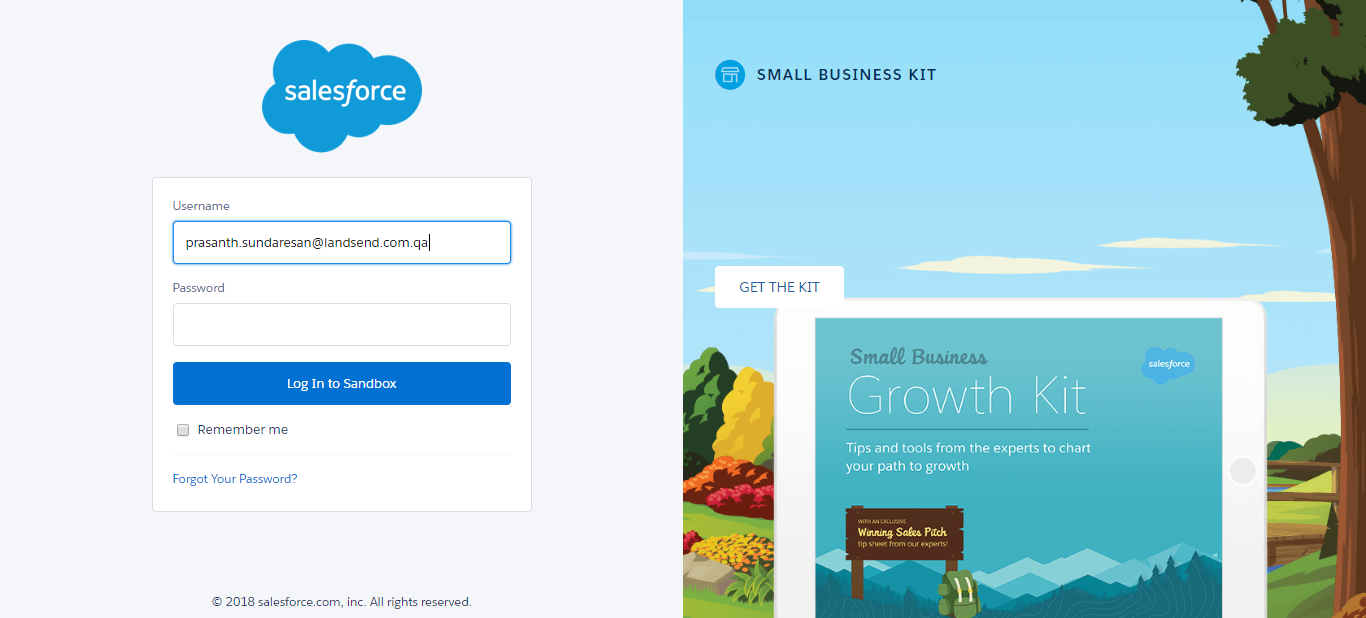 salesforce
Username
prasanth.sundaresan@landsend.com.qa
Password
Log In to Sandbox
Remember me
Forgot Your Password?
© 2018 salesforce.com, inc. All rights reserved.
SMALL BUSINESS KIT
GET THE KIT
Small Business
salesforce
Growth Kit
Tips and tools from the experts to chart
your path to growth
WITH AN EXCLUSIVE
Winning Sales Pitch
tip sheet from our experts!